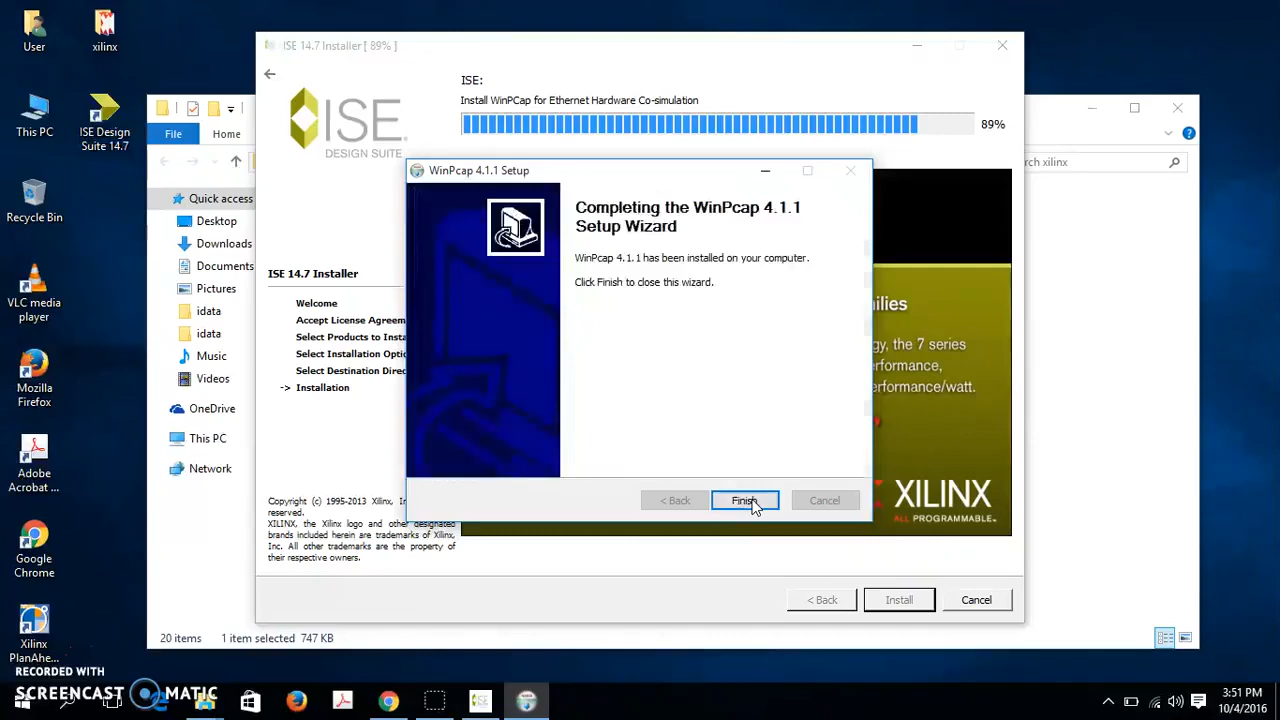 User
xilinx
This PC
ISE Design
Suite 14.7
Recycle Bin
VLC media
player
Mozilla
Firefox
Adobe
Acrobat ...
Google
Chrome
Xilinx
PlanAhe...
File
Home
rch xilinx
Quick access
Desktop
Downloads
Documents
Pictures
idata
idata
Music
Videos
OneDrive
This PC
Network
20 items
1 item selected 747 KB
ISE 14.7 Installer [ 89% ]
ISE
DESIGN SUITE
ISE:
Install WinPCap for Ethernet Hardware Co-simulation
89%
ISE 14.7 Installer
Welcome
Accept License Agreem
Select Products to Insta
Select Installation Optio
Select Destination Direc
-> Installation
Copyright (c) 1995-2013 Xilinx, In
reserved.
XILINX, the Xilinx logo and other designated
brands included herein are trademarks of Xilinx,
Inc. All other trademarks are the property of
their respective owners.
WinPcap 4.1.1 Setup
Completing the WinPcap 4.1.1
Setup Wizard
WinPcap 4.1.1 has been installed on your computer.
Click Finish to close this wizard.
< Back
Finish
Cancel
ilies
gy, the 7 series
erformance,
erformance/watt.
XILINX
ALL PROGRAMMABLE™
< Back
Install
Cancel
RECORDED WITH
SCREENCAST MATIC
3:51 PM
10/4/2016